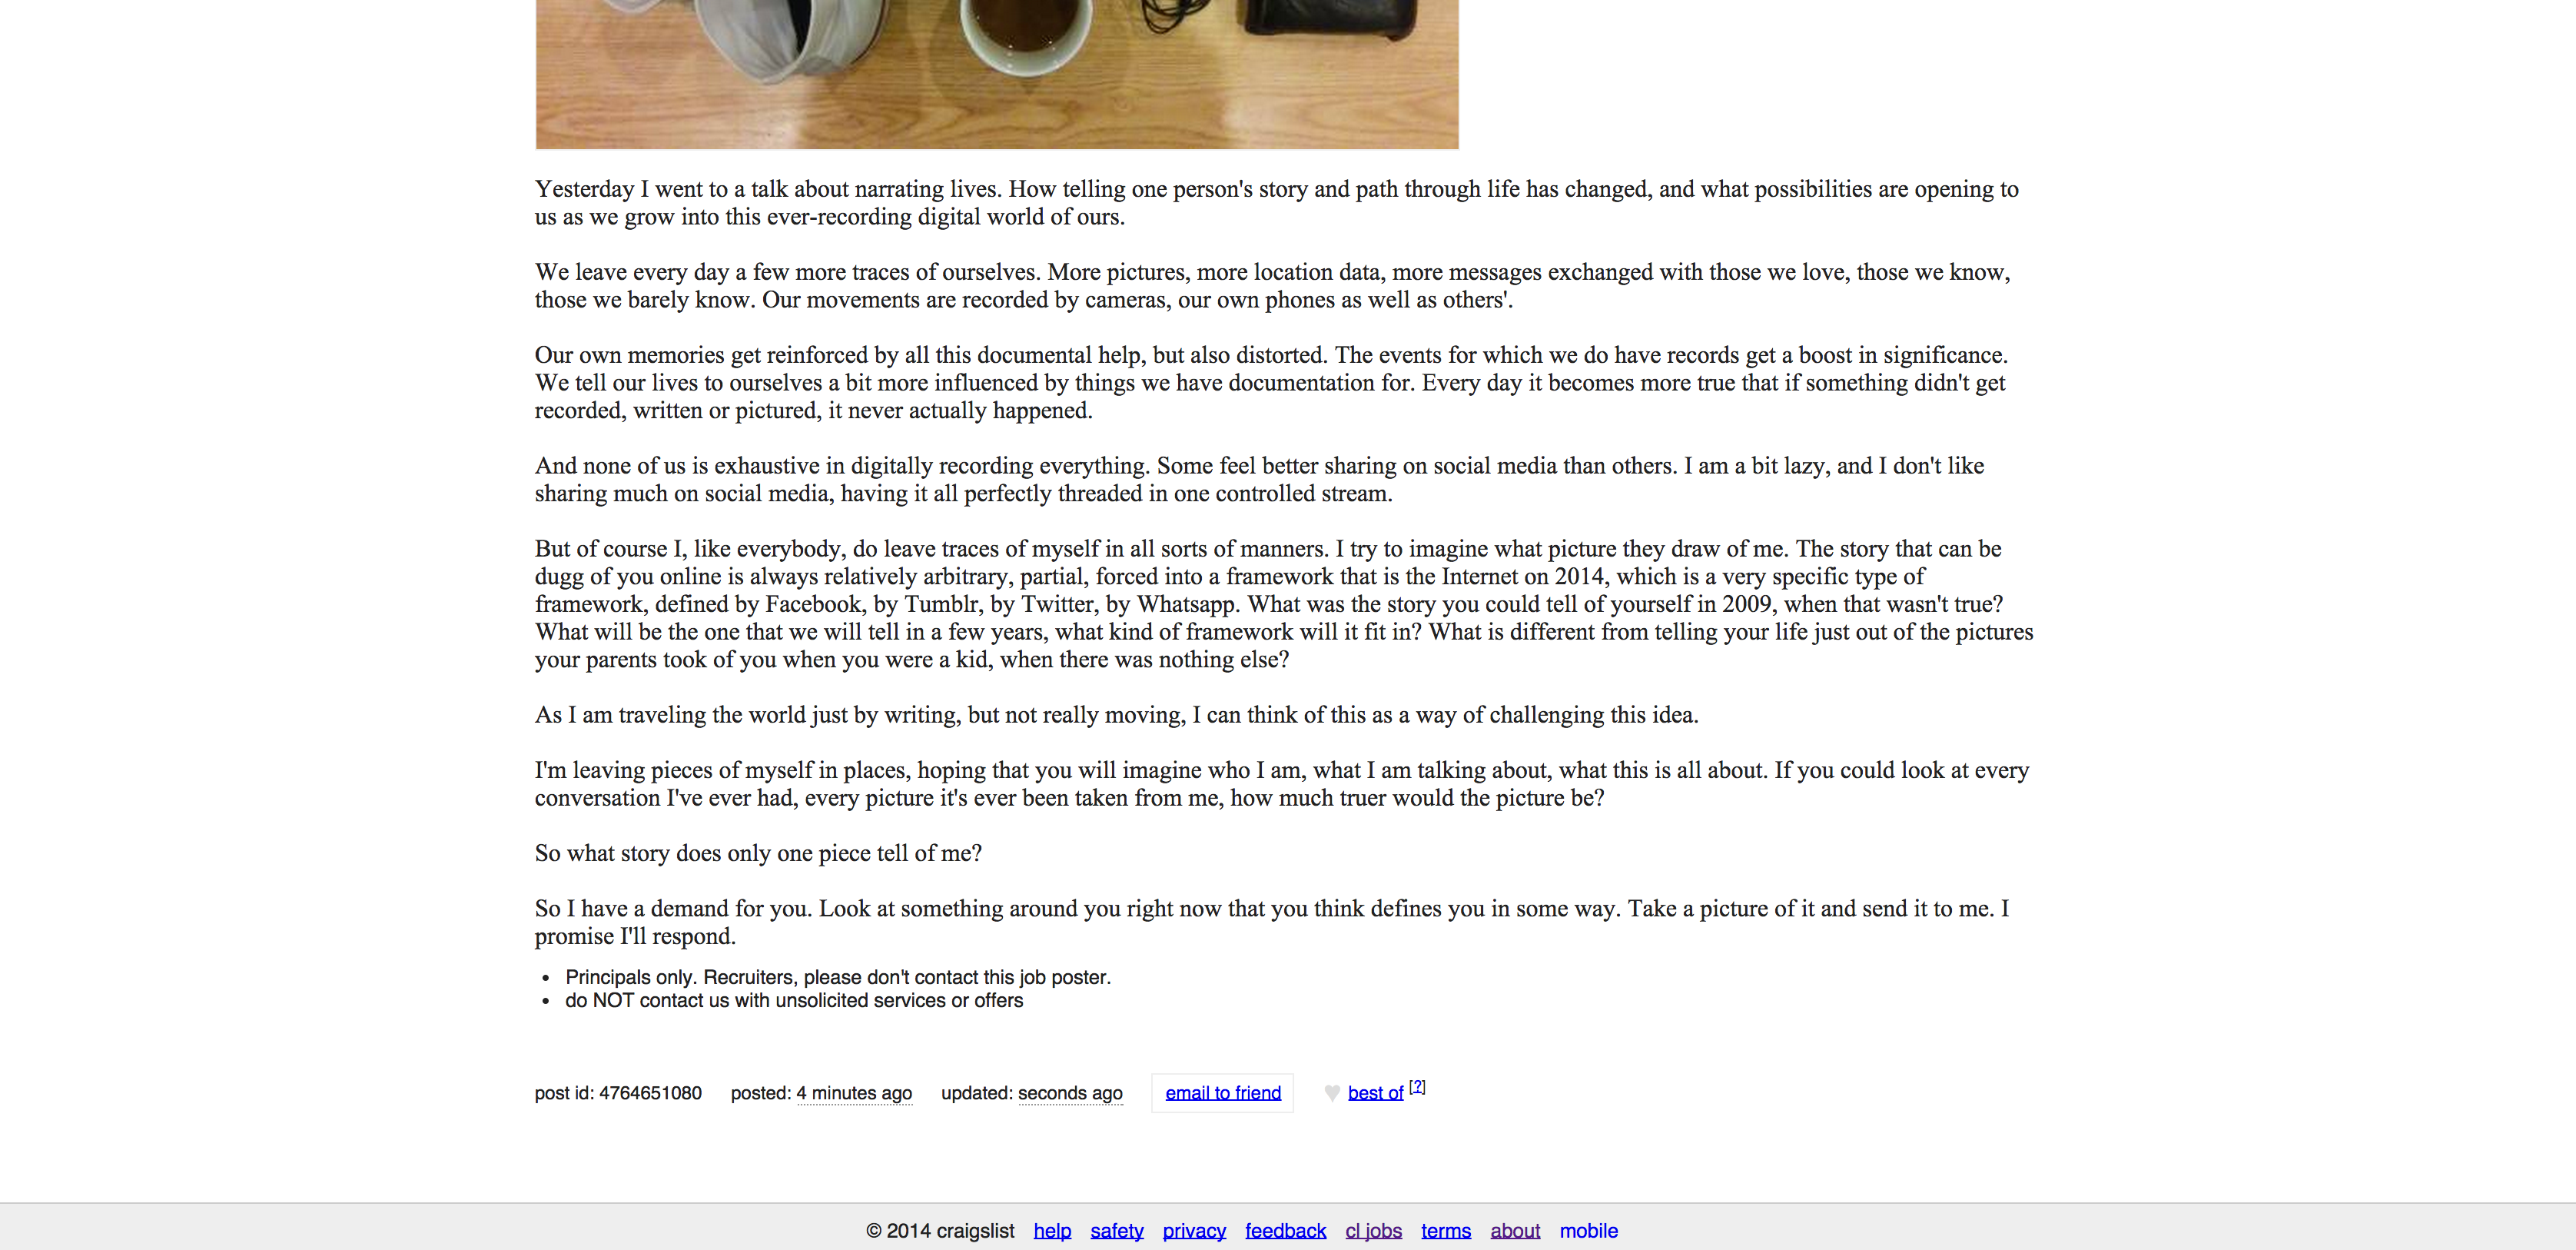 Yesterday I went to a talk about narrating lives. How telling one person's story and path through life has changed, and what possibilities are opening to
us as we grow into this ever-recording digital world of ours.
We leave every day a few more traces of ourselves. More pictures, more location data, more messages exchanged with those we love, those we know,
those we barely know. Our movements are recorded by cameras, our own phones as well as others'.
Our own memories get reinforced by all this documental help, but also distorted. The events for which we do have records get a boost in significance.
We tell our lives to ourselves a bit more influenced by things we have documentation for. Every day it becomes more true that if something didn't get
recorded, written or pictured, it never actually happened.
And none of us is exhaustive in digitally recording everything. Some feel better sharing on social media than others. I am a bit lazy, and I don't like
sharing much on social media, having it all perfectly threaded in one controlled stream.
But of course I, like everybody, do leave traces of myself in all sorts of manners. I try to imagine what picture they draw of me. The story that can be
dugg of you online is always relatively arbitrary, partial, forced into a framework that is the Internet on 2014, which is a very specific type of
framework, defined by Facebook, by Tumblr, by Twitter, by Whatsapp. What was the story you could tell of yourself in 2009, when that wasn't true?
What will be the one that we will tell in a few years, what kind of framework will it fit in? What is different from telling your life just out of the pictures
your parents took of you when you were a kid, when there was nothing else?
As I am traveling the world just by writing, but not really moving, I can think of this as a way of challenging this idea.
I'm leaving pieces of myself in places, hoping that you will imagine who I am, what I am talking about, what this is all about. If you could look at every
conversation I've ever had, every picture it's ever been taken from me, how much truer would the picture be?
So what story does only one piece tell of me?
So I have a demand for you. Look at something around you right now that you think defines you in some way. Take a picture of it and send it to me. I
promise I'll respond.
• Principals only. Recruiters, please don't contact this job poster.
• do NOT contact us with unsolicited services or offers
post id: 4764651080 posted: 4 minutes ago updated: seconds ago email to friend ♥ best of [?]
© 2014 craigslist help safety privacy feedback cl jobs terms about mobile